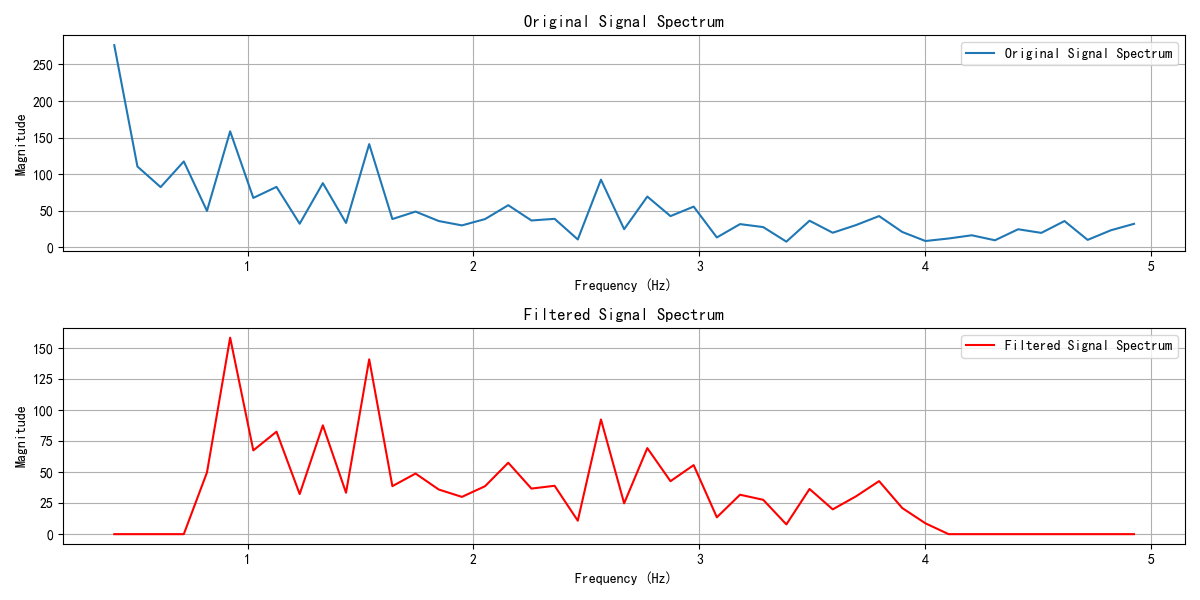 Original Signal Spectrum
Original Signal Spectrum
Magnitude
250
200
150
100
50
0
1 2 3 4 5
Frequency (Hz)
Filtered Signal Spectrum
Filtered Signal Spectrum
Magnitude
150
125
100
75
50
25
0
1 2 3 4 5
Frequency (Hz)